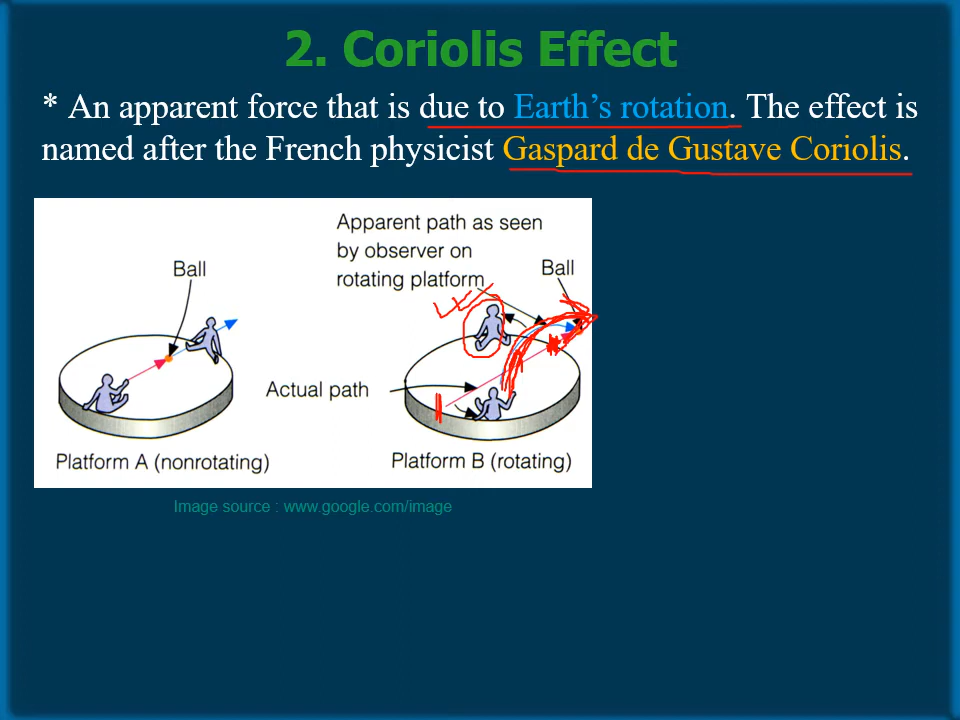 2. Coriolis Effect
* An apparent force that is due to Earth's rotation. The effect is
named after the French physicist Gaspard de Gustave Coriolis.
Apparent path as seen
by observer on
rotating platform
Ball
Ball
Actual path
Platform A (nonrotating)
Platform B (rotating)
Image source : www.google.com/image